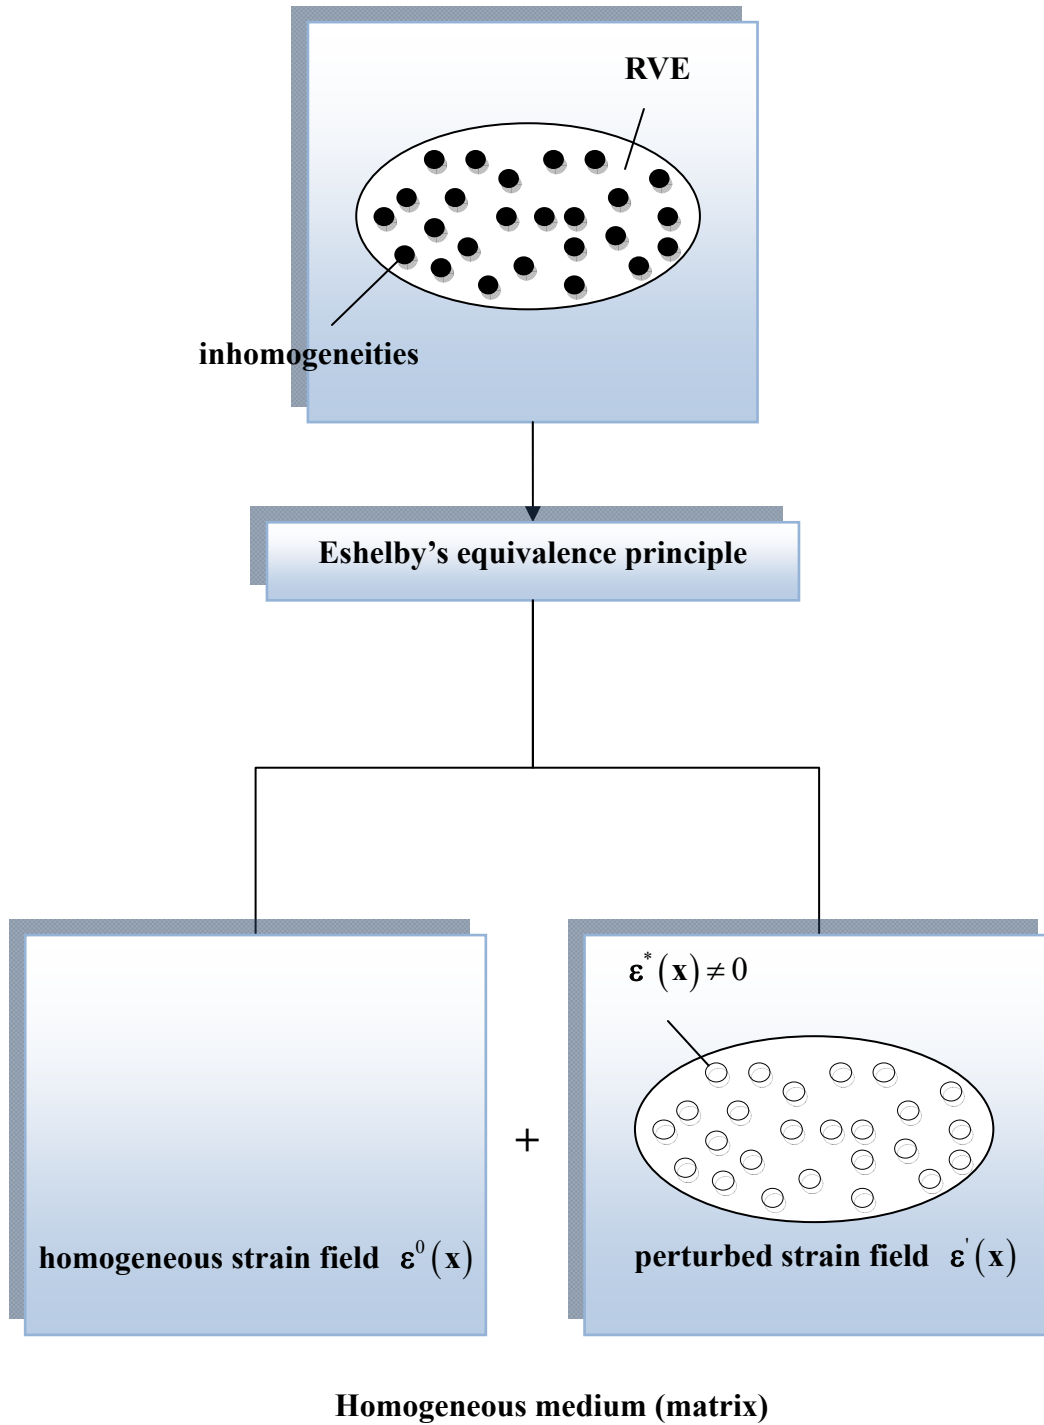 RVE
inhomogeneities
Eshelby’s equivalence principle
ε*(x) ≠ 0
+
homogeneous strain field ε⁰(x)
perturbed strain field ε'(x)
Homogeneous medium (matrix)